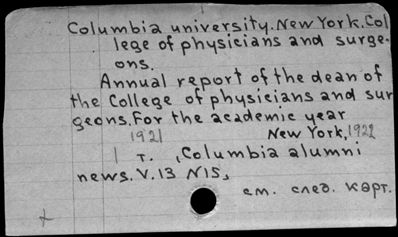 Columbia university. New York. Col
lege of physicians and surge-
ons.
Annual report of the dean of
the College of physicians and sur
geons. For the academic year
1921 New York, 1922
1 т. , Columbia alumni
news. V. 13 N15,
см. след. карт.